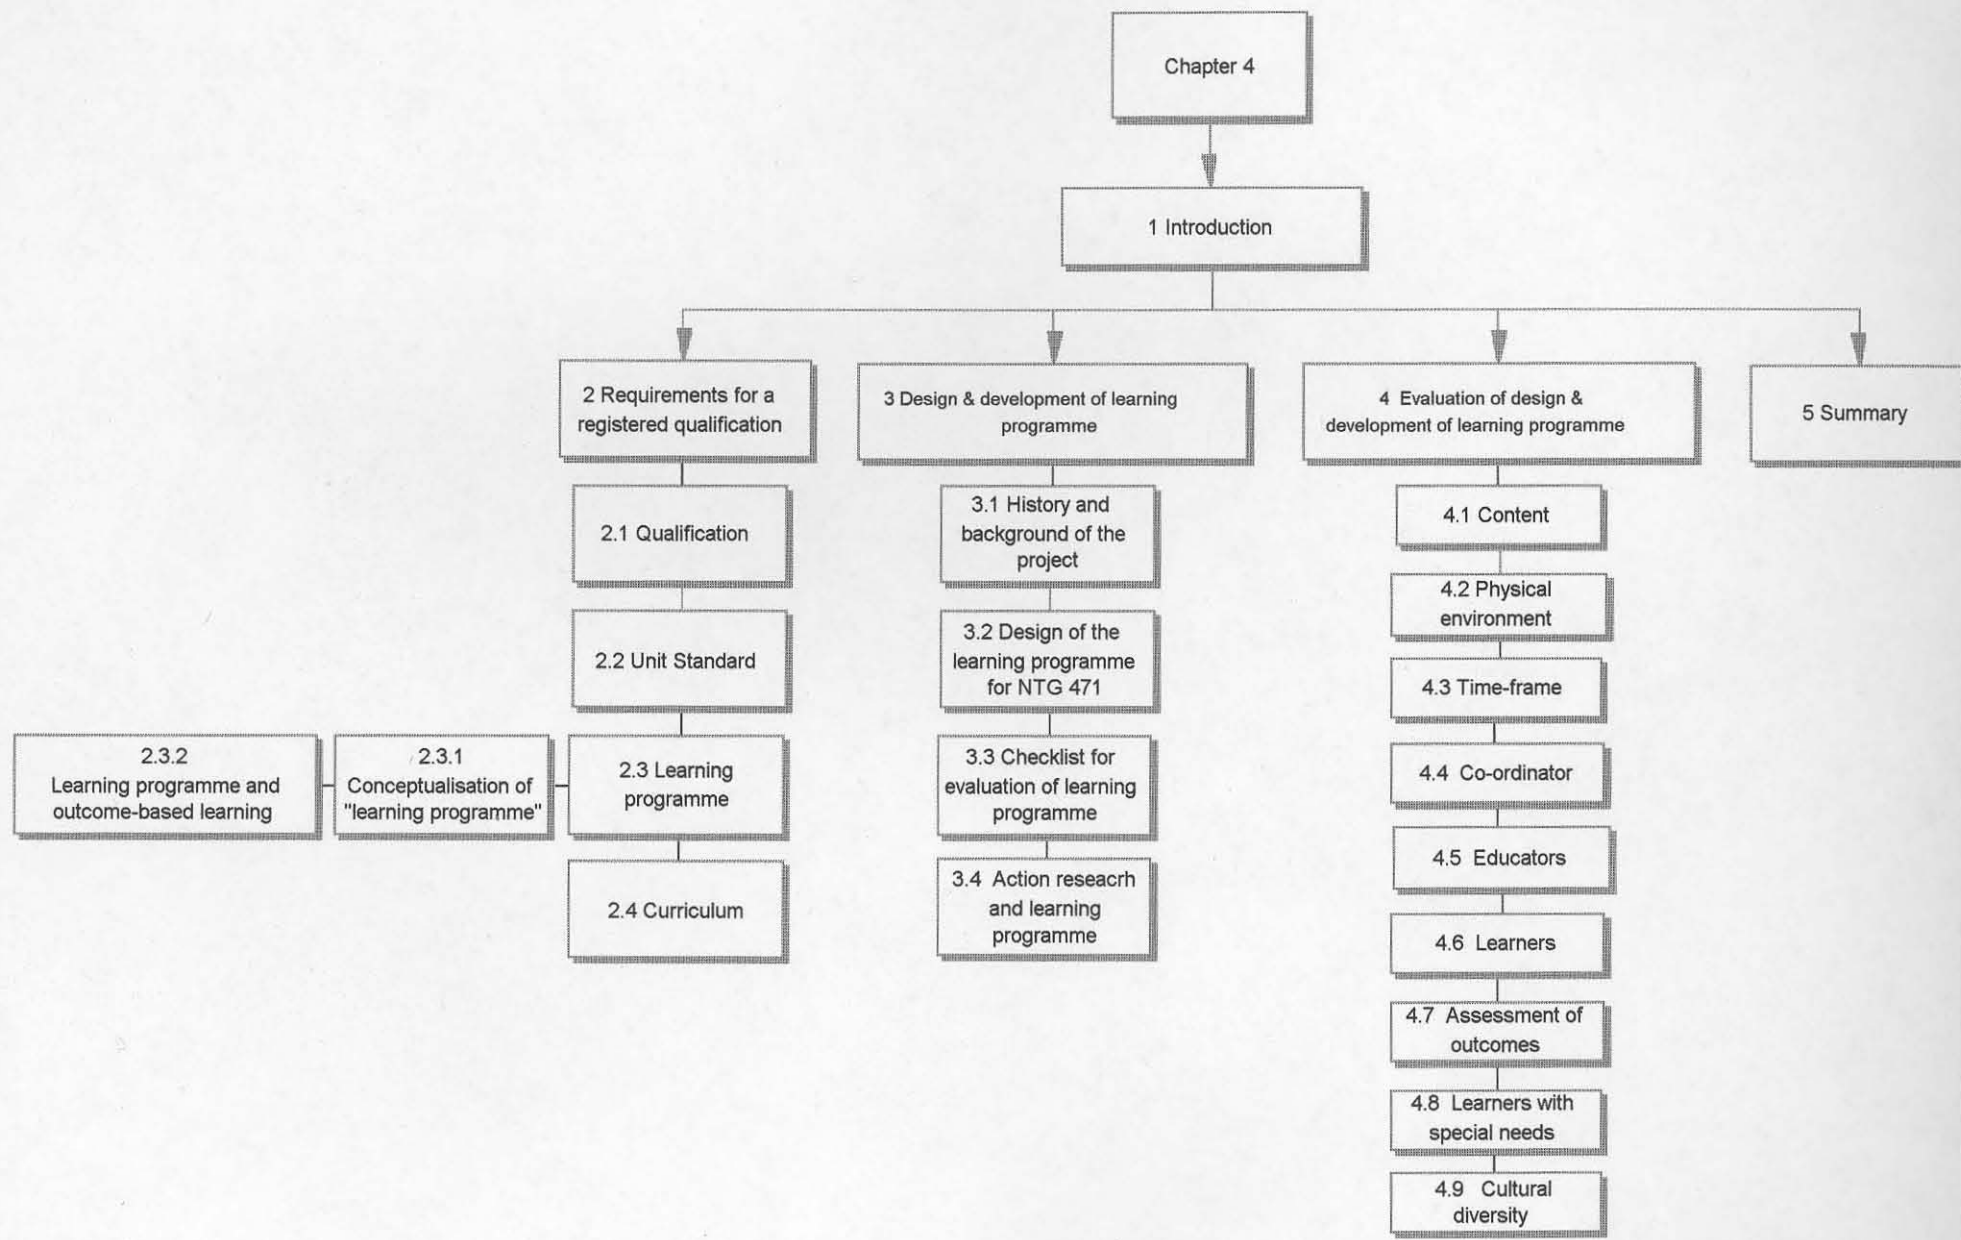 Chapter 4
1 Introduction
2 Requirements for a
registered qualification
3 Design & development of learning
programme
4 Evaluation of design &
development of learning programme
5 Summary
2.1 Qualification
2.2 Unit Standard
2.3 Learning
programme
2.3.1
Conceptualisation of
"learning programme"
2.3.2
Learning programme and
outcome-based learning
2.4 Curriculum
3.1 History and
background of the
project
3.2 Design of the
learning programme
for NTG 471
3.3 Checklist for
evaluation of learning
programme
3.4 Action reseacrh
and learning
programme
4.1 Content
4.2 Physical
environment
4.3 Time-frame
4.4 Co-ordinator
4.5 Educators
4.6 Learners
4.7 Assessment of
outcomes
4.8 Learners with
special needs
4.9 Cultural
diversity